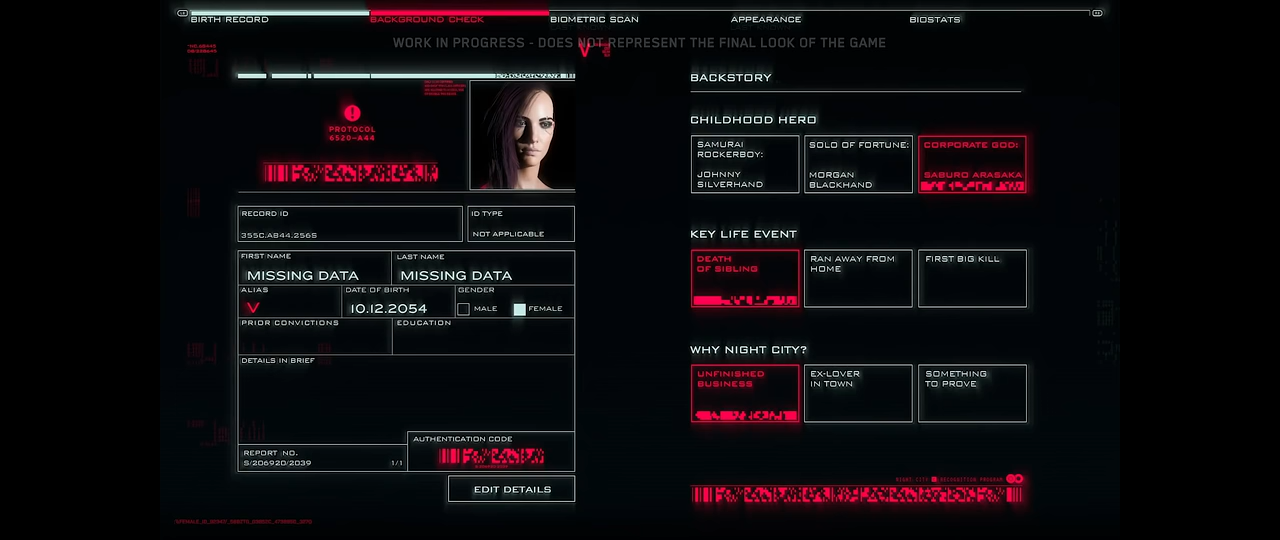 BIRTH RECORD
BACKGROUND CHECK
BIOMETRIC SCAN
APPEARANCE
BIOSTATS
WORK IN PROGRESS - DOES NOT REPRESENT THE FINAL LOOK OF THE GAME
V
PROTOCOL
6520-A44
RECORD ID
355C.AB44.256S
ID TYPE
NOT APPLICABLE
FIRST NAME
MISSING DATA
LAST NAME
MISSING DATA
ALIAS
V
DATE OF BIRTH
10.12.2054
GENDER
MALE
FEMALE
PRIOR CONVICTIONS
EDUCATION
DETAILS IN BRIEF
REPORT NO.
S/206920/2039
1/1
AUTHENTICATION CODE
EDIT DETAILS
BACKSTORY
CHILDHOOD HERO
SAMURAI
ROCKERBOY:
JOHNNY
SILVERHAND
SOLO OF FORTUNE:
MORGAN
BLACKHAND
CORPORATE GOD:
SABURO ARASAKA
KEY LIFE EVENT
DEATH
OF SIBLING
RAN AWAY FROM
HOME
FIRST BIG KILL
WHY NIGHT CITY?
UNFINISHED
BUSINESS
EX-LOVER
IN TOWN
SOMETHING
TO PROVE
NIGHT CITY RECOGNITION PROGRAM